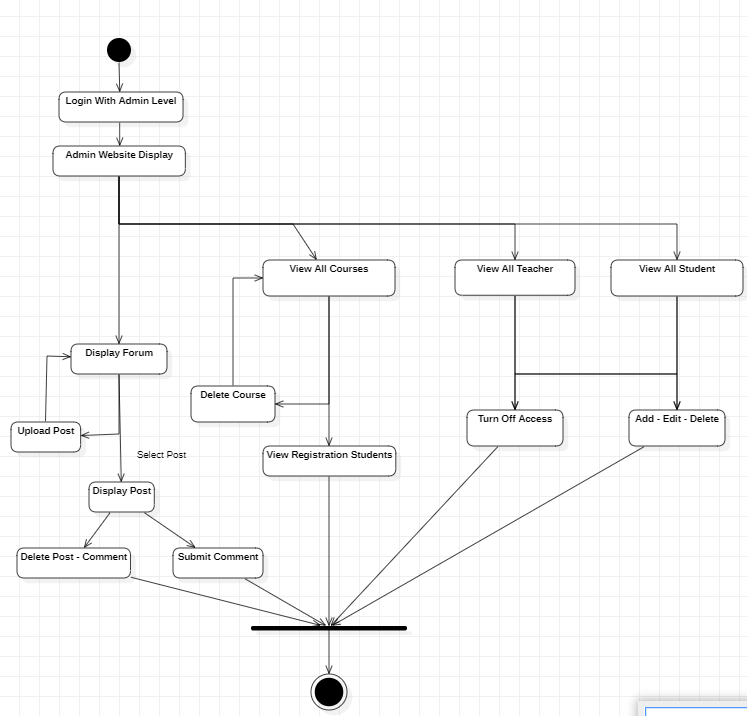 Login With Admin Level
Admin Website Display
View All Courses
View All Teacher
View All Student
Display Forum
Delete Course
Turn Off Access
Add - Edit - Delete
Upload Post
Select Post
View Registration Students
Display Post
Delete Post - Comment
Submit Comment